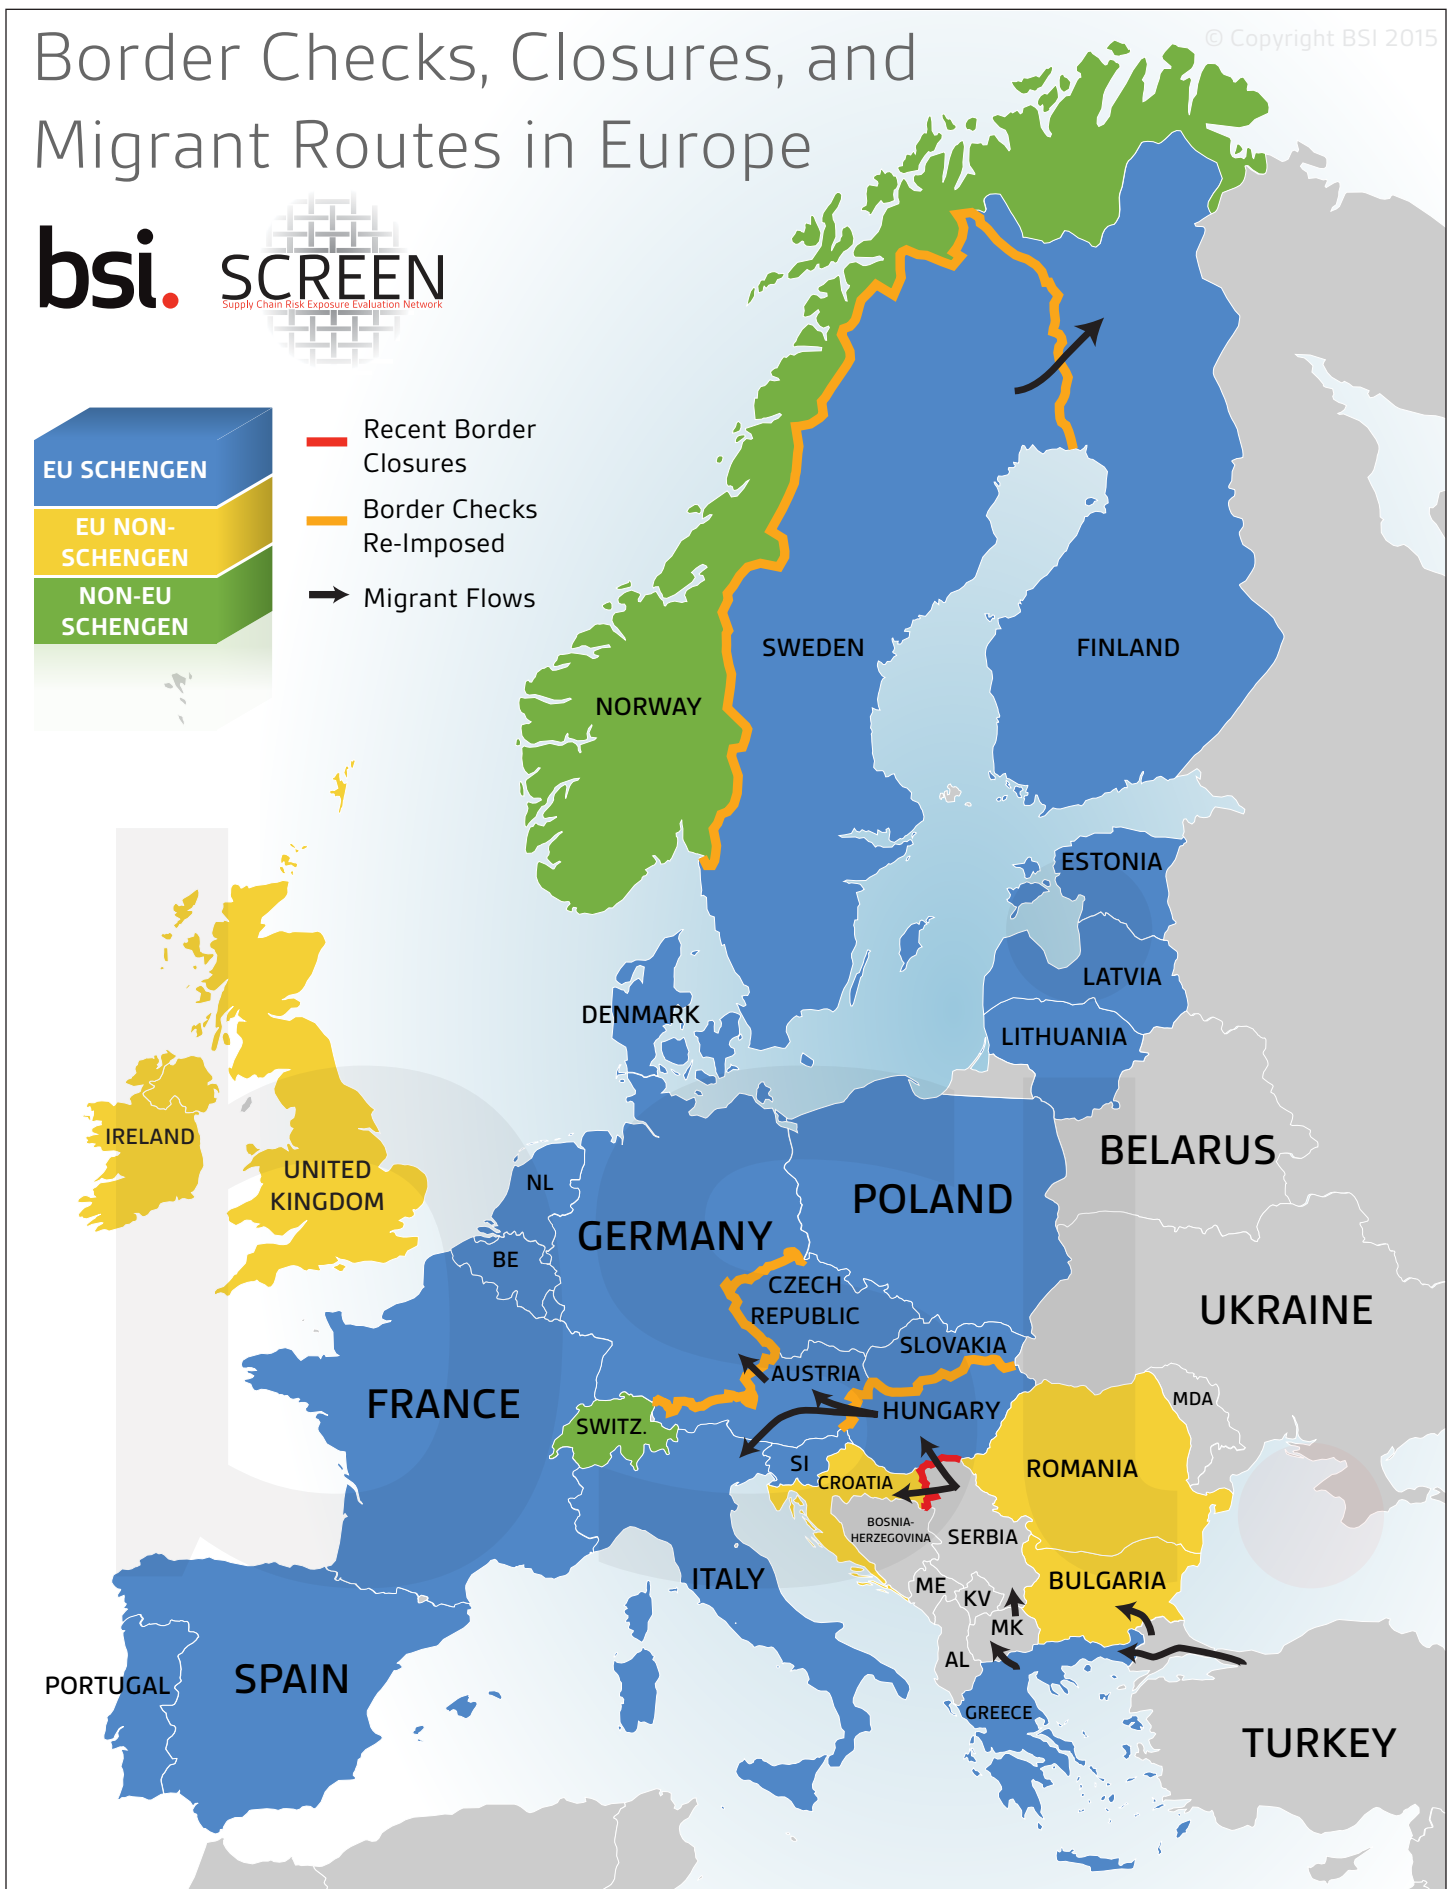 © Copyright BSI 2015
Border Checks, Closures, and
Migrant Routes in Europe
bsi.
SCREEN
Supply Chain Risk Exposure Evaluation Network
EU SCHENGEN
EU NON-
SCHENGEN
NON-EU
SCHENGEN
Recent Border
Closures
Border Checks
Re-Imposed
Migrant Flows
SWEDEN
FINLAND
NORWAY
ESTONIA
LATVIA
DENMARK
LITHUANIA
IRELAND
UNITED
KINGDOM
BELARUS
NL
POLAND
GERMANY
BE
CZECH
REPUBLIC
UKRAINE
SLOVAKIA
AUSTRIA
FRANCE
MDA
HUNGARY
SWITZ.
SI
CROATIA
ROMANIA
BOSNIA-
HERZEGOVINA
SERBIA
ITALY
ME
KV
BULGARIA
MK
AL
PORTUGAL
SPAIN
GREECE
TURKEY
bsi.